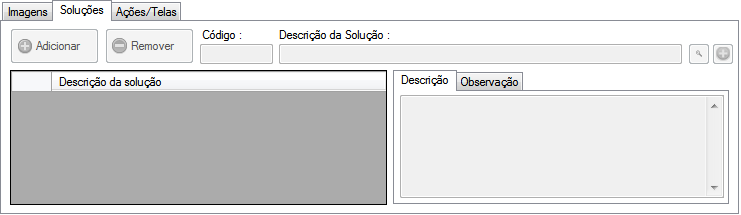 Imagens Soluções Ações/Telas
Adicionar Remover Código : Descrição da Solução :
Descrição da solução
Descrição Observação